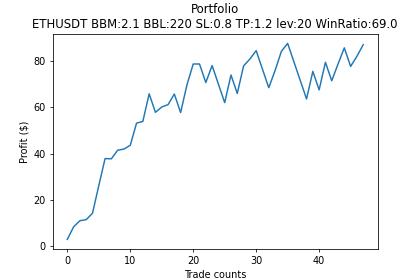 Portfolio
ETHUSDT BBM:2.1 BBL:220 SL:0.8 TP:1.2 lev:20 WinRatio:69.0
80
60
40
20
0
Profit ($)
0 10 20 30 40
Trade counts